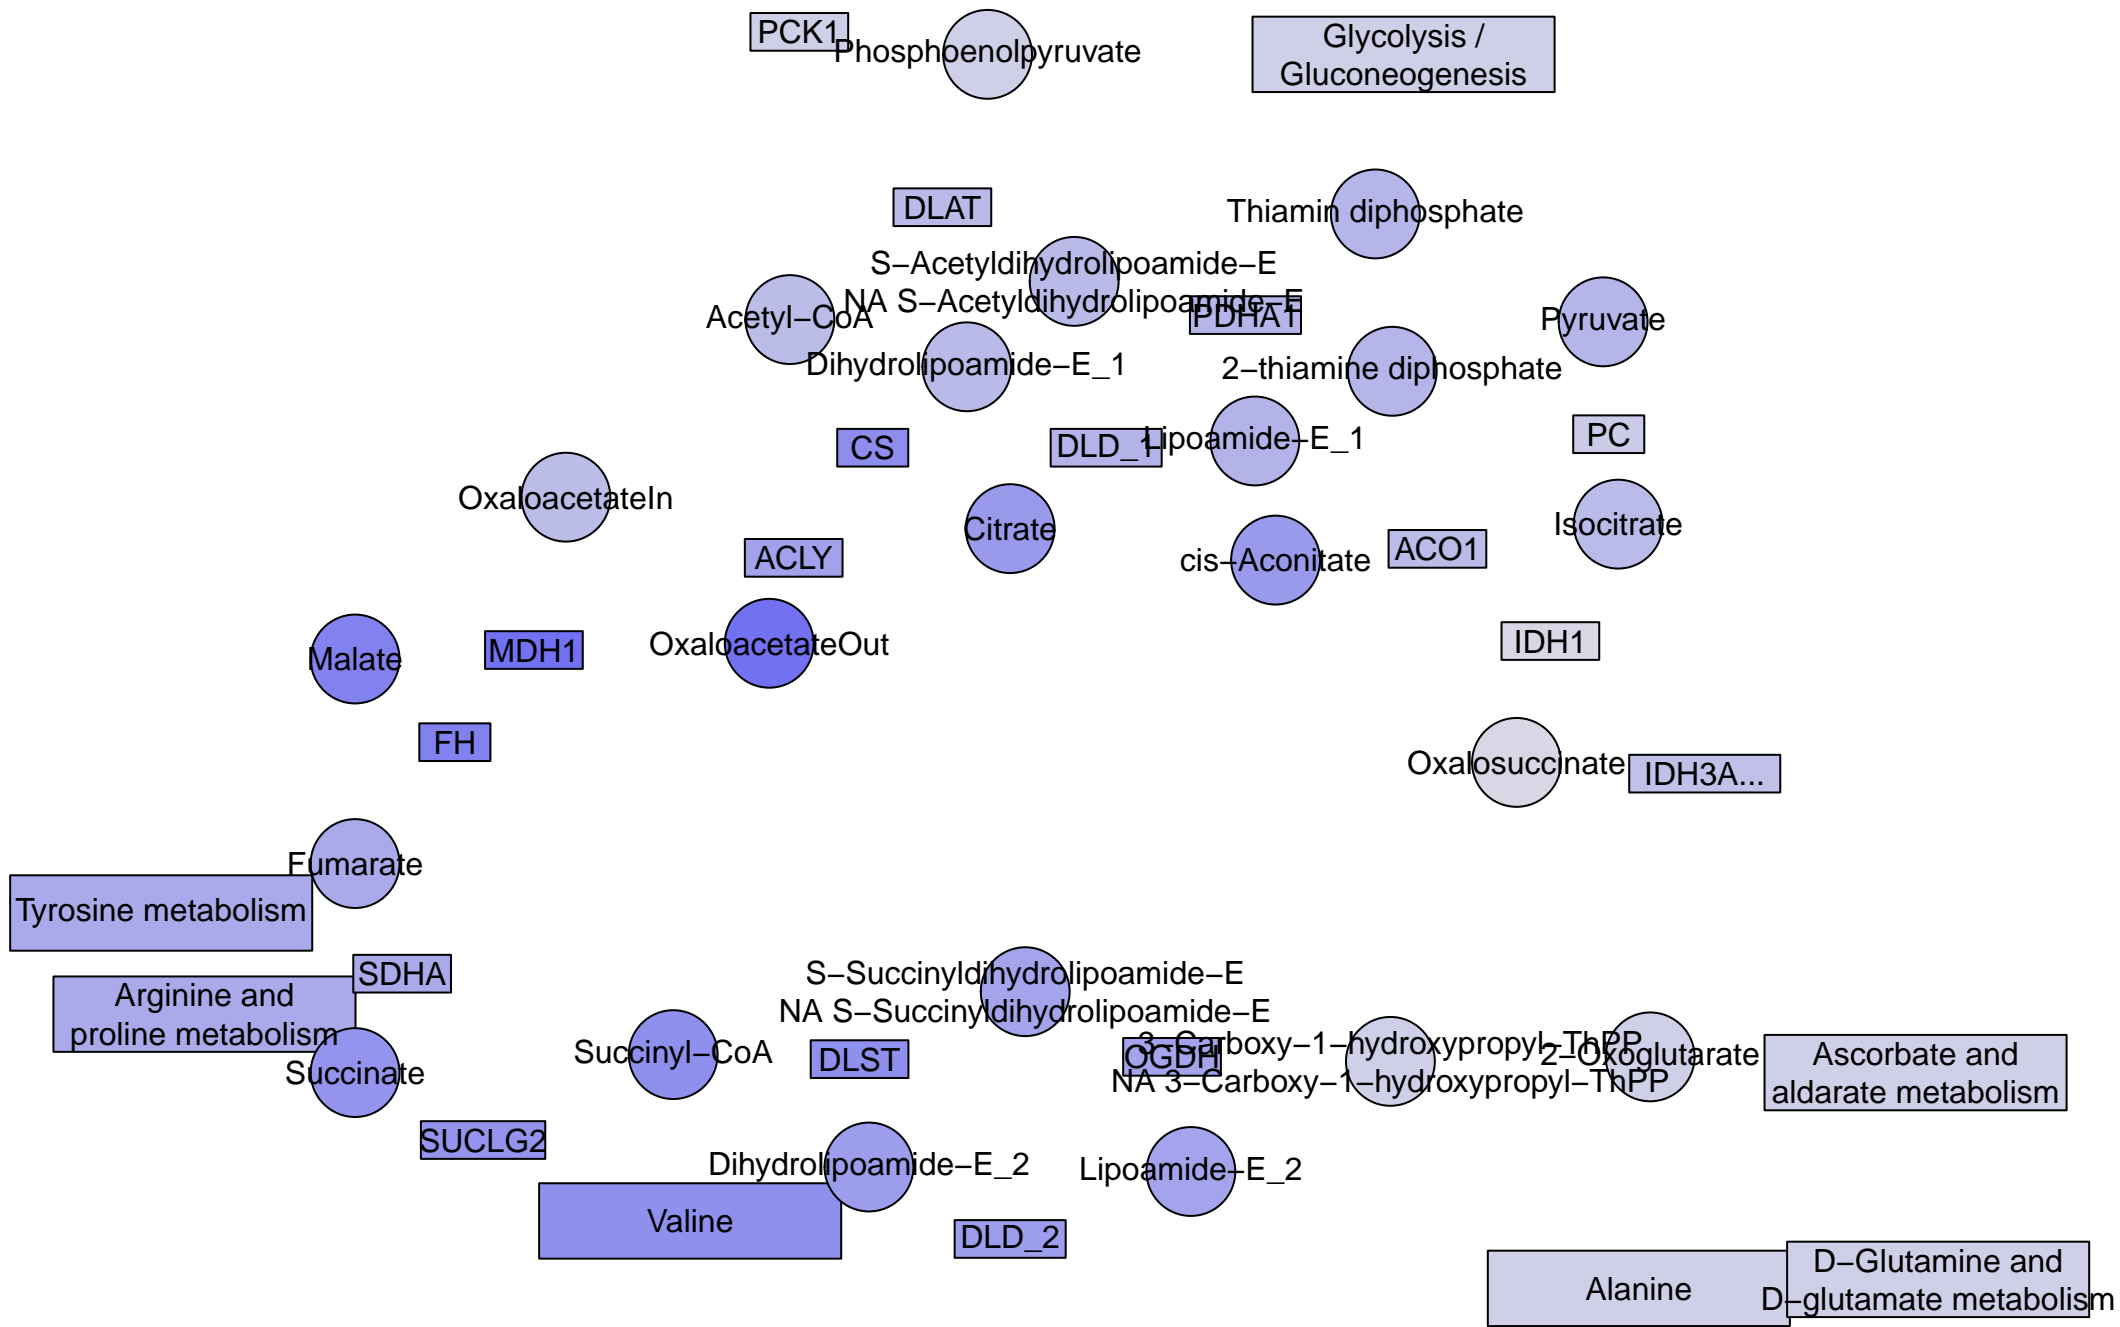 PCK1
Phosphoenolpyruvate
Glycolysis /
Gluconeogenesis
DLAT
Thiamin diphosphate
S−Acetyldihydrolipoamide−E
NA S−Acetyldihydrolipoamide−E
Acetyl−CoA
PDHA1
Pyruvate
Dihydrolipoamide−E_1
2−thiamine diphosphate
CS
DLD_1
Lipoamide−E_1
PC
OxaloacetateIn
Citrate
Isocitrate
ACLY
cis−Aconitate
ACO1
Malate
MDH1
OxaloacetateOut
IDH1
FH
Oxalosuccinate
IDH3A...
Fumarate
Tyrosine metabolism
SDHA
Arginine and
proline metabolism
S−Succinyldihydrolipoamide−E
NA S−Succinyldihydrolipoamide−E
Succinate
Succinyl−CoA
DLST
OGDH
3−Carboxy−1−hydroxypropyl−ThPP
NA 3−Carboxy−1−hydroxypropyl−ThPP
2−Oxoglutarate
Ascorbate and
aldarate metabolism
SUCLG2
Dihydrolipoamide−E_2
Lipoamide−E_2
Valine
DLD_2
Alanine
D−Glutamine and
D−glutamate metabolism